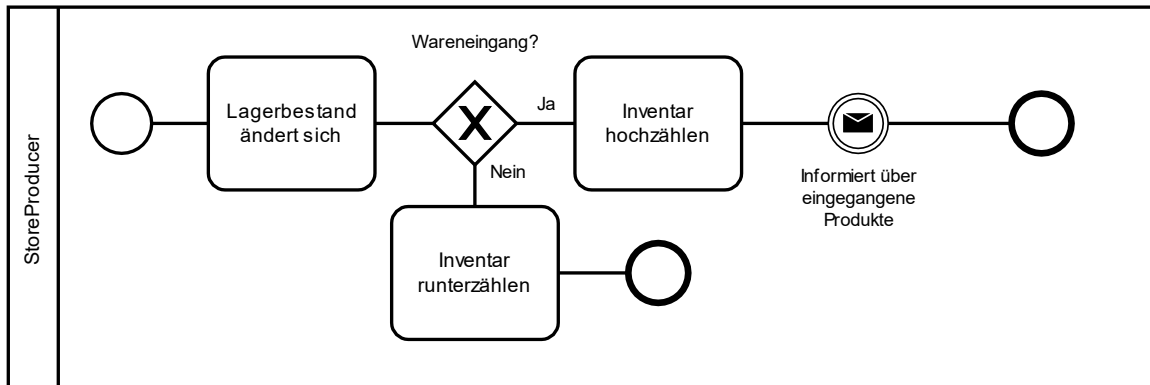 StoreProducer
Wareneingang?
Lagerbestand
ändert sich
Ja
Inventar
hochzählen
Nein
Informiert über
eingegangene
Produkte
Inventar
runterzählen